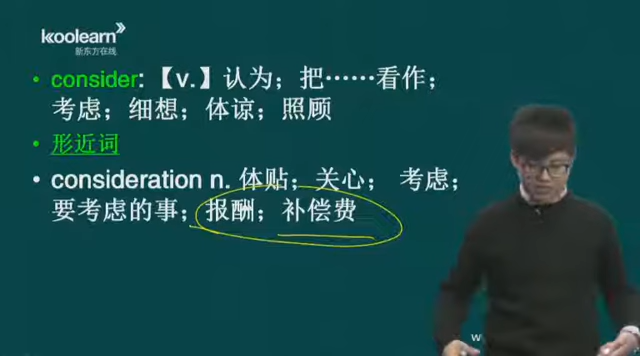 koolearn
新东方在线
• consider:【v.】认为；把……看作；
考虑；细想；体谅；照顾
• 形近词
• consideration n. 体贴；关心； 考虑；
要考虑的事；报酬；补偿费